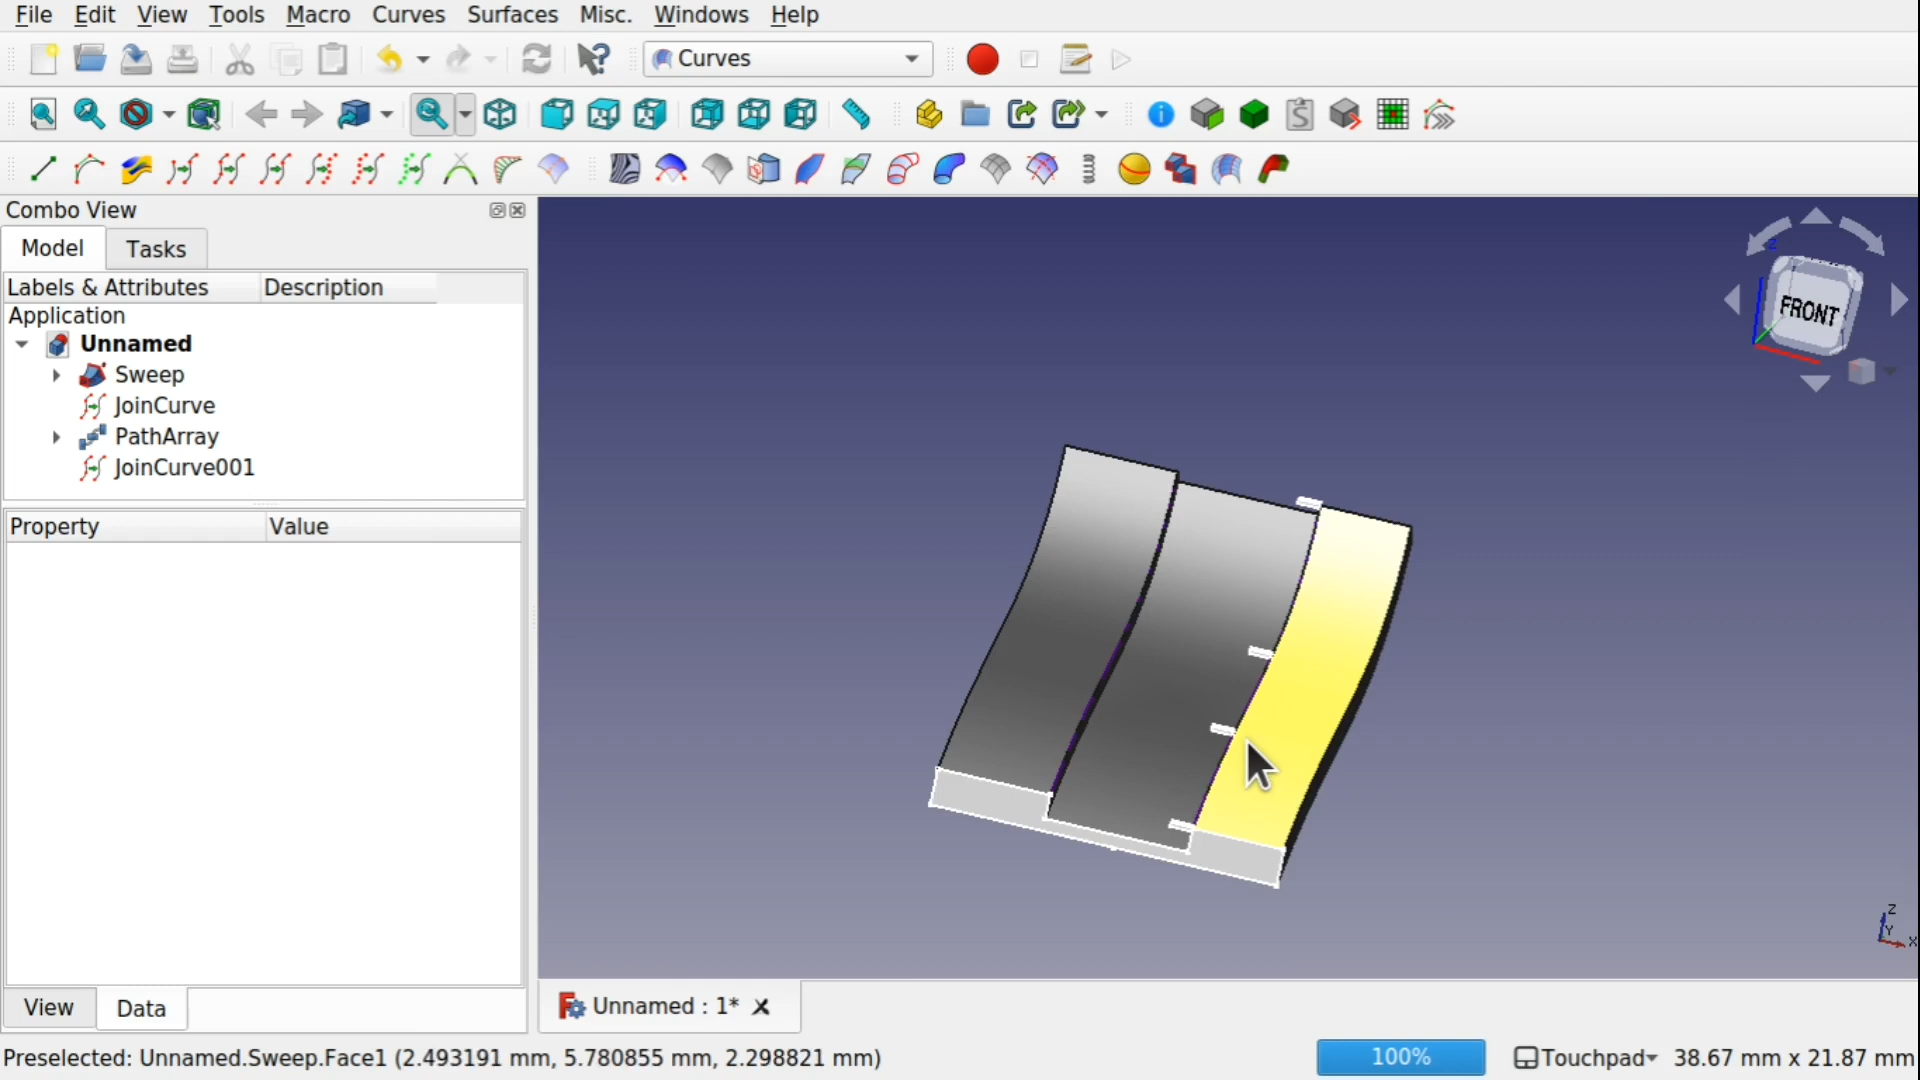 File Edit View Tools Macro Curves Surfaces Misc. Windows Help
Curves
Combo View
Model Tasks
Labels & Attributes Description
Application
Unnamed
Sweep
JoinCurve
PathArray
JoinCurve001
Property Value
View Data
FRONT
Z
Z
Y
X
Unnamed : 1*
Preselected: Unnamed.Sweep.Face1 (2.493191 mm, 5.780855 mm, 2.298821 mm)
100% Touchpad 38.67 mm x 21.87 mm